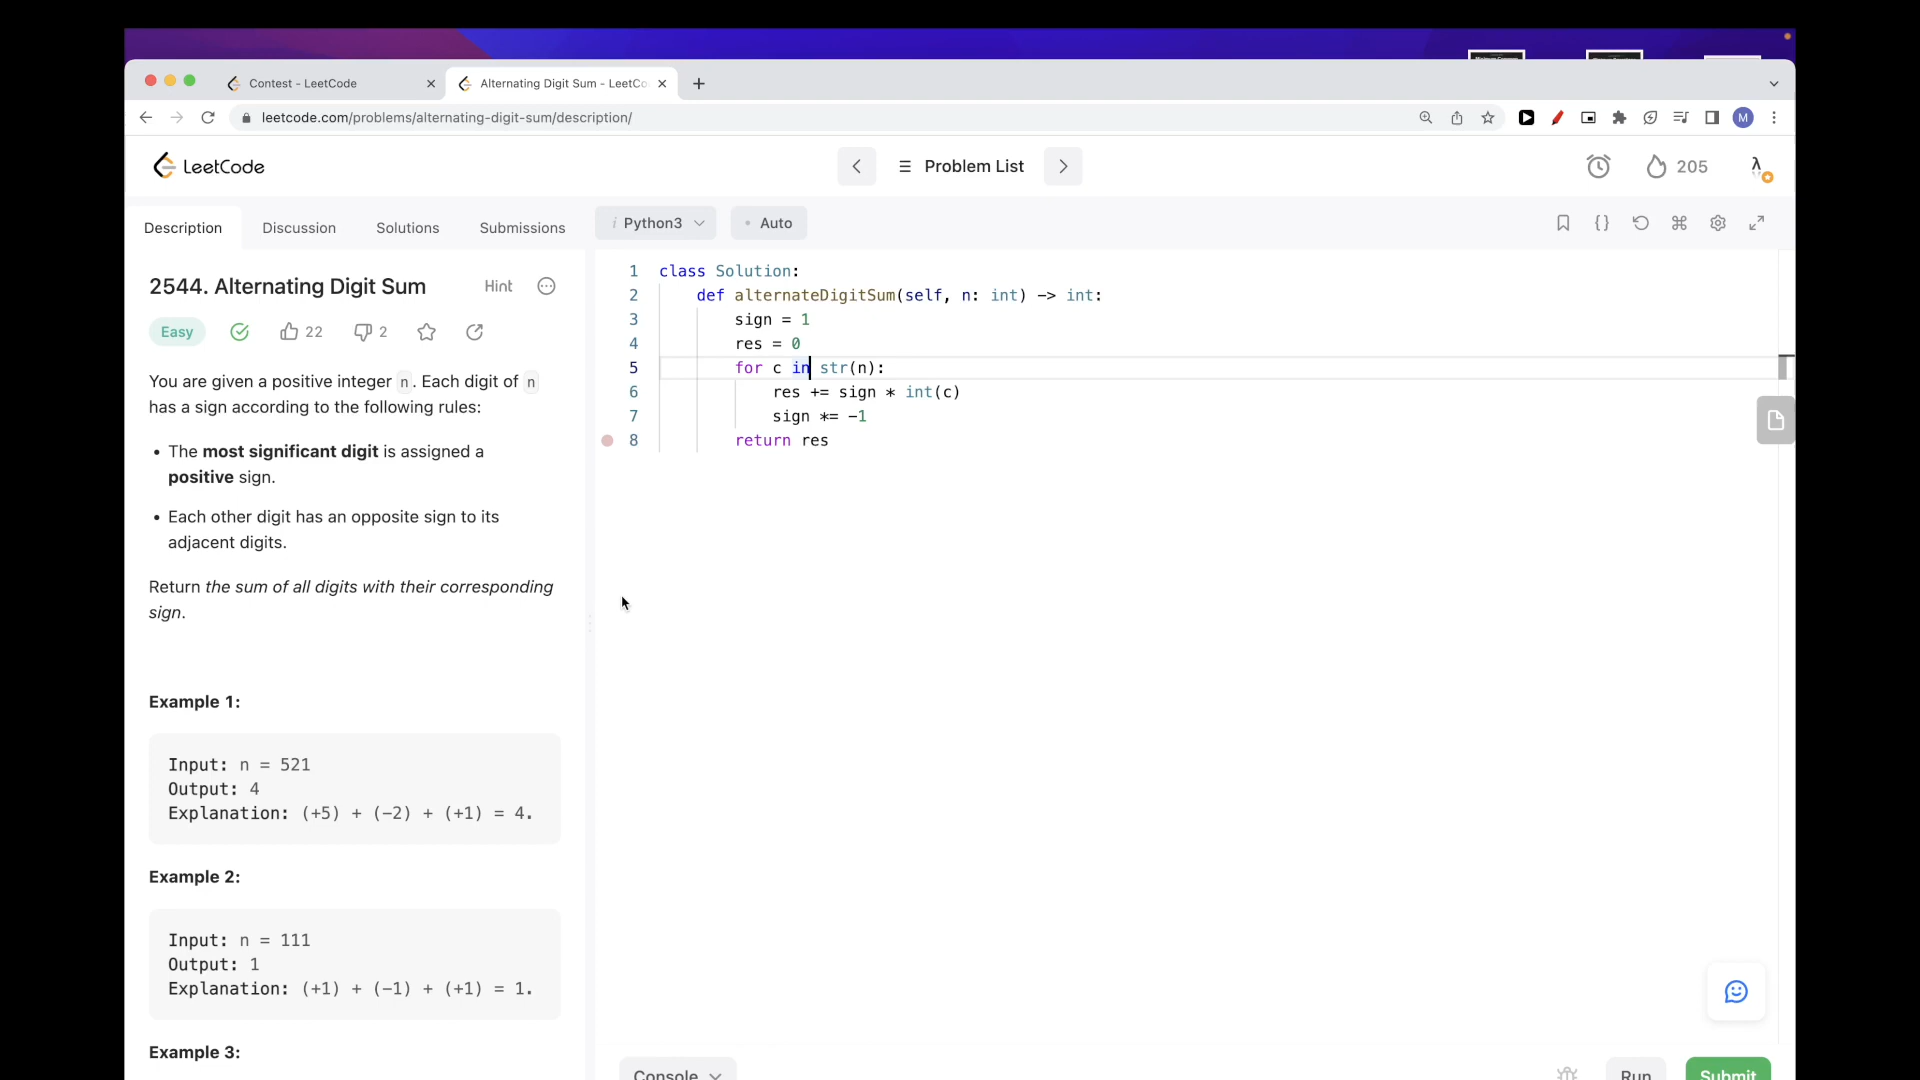 Contest - LeetCode
Alternating Digit Sum - LeetCo
leetcode.com/problems/alternating-digit-sum/description/
M
LeetCode
Problem List
205
Description
Discussion
Solutions
Submissions
i Python3
• Auto
2544. Alternating Digit Sum
Hint
Easy
22
2
You are given a positive integer n. Each digit of n
has a sign according to the following rules:
• The most significant digit is assigned a
positive sign.
• Each other digit has an opposite sign to its
adjacent digits.
Return the sum of all digits with their corresponding
sign.
Example 1:
Input: n = 521
Output: 4
Explanation: (+5) + (-2) + (+1) = 4.
Example 2:
Input: n = 111
Output: 1
Explanation: (+1) + (-1) + (+1) = 1.
Example 3:
1 class Solution:
2 def alternateDigitSum(self, n: int) -> int:
3 sign = 1
4 res = 0
5 for c in str(n):
6 res += sign * int(c)
7 sign *= -1
8 return res
Console
Run
Submit